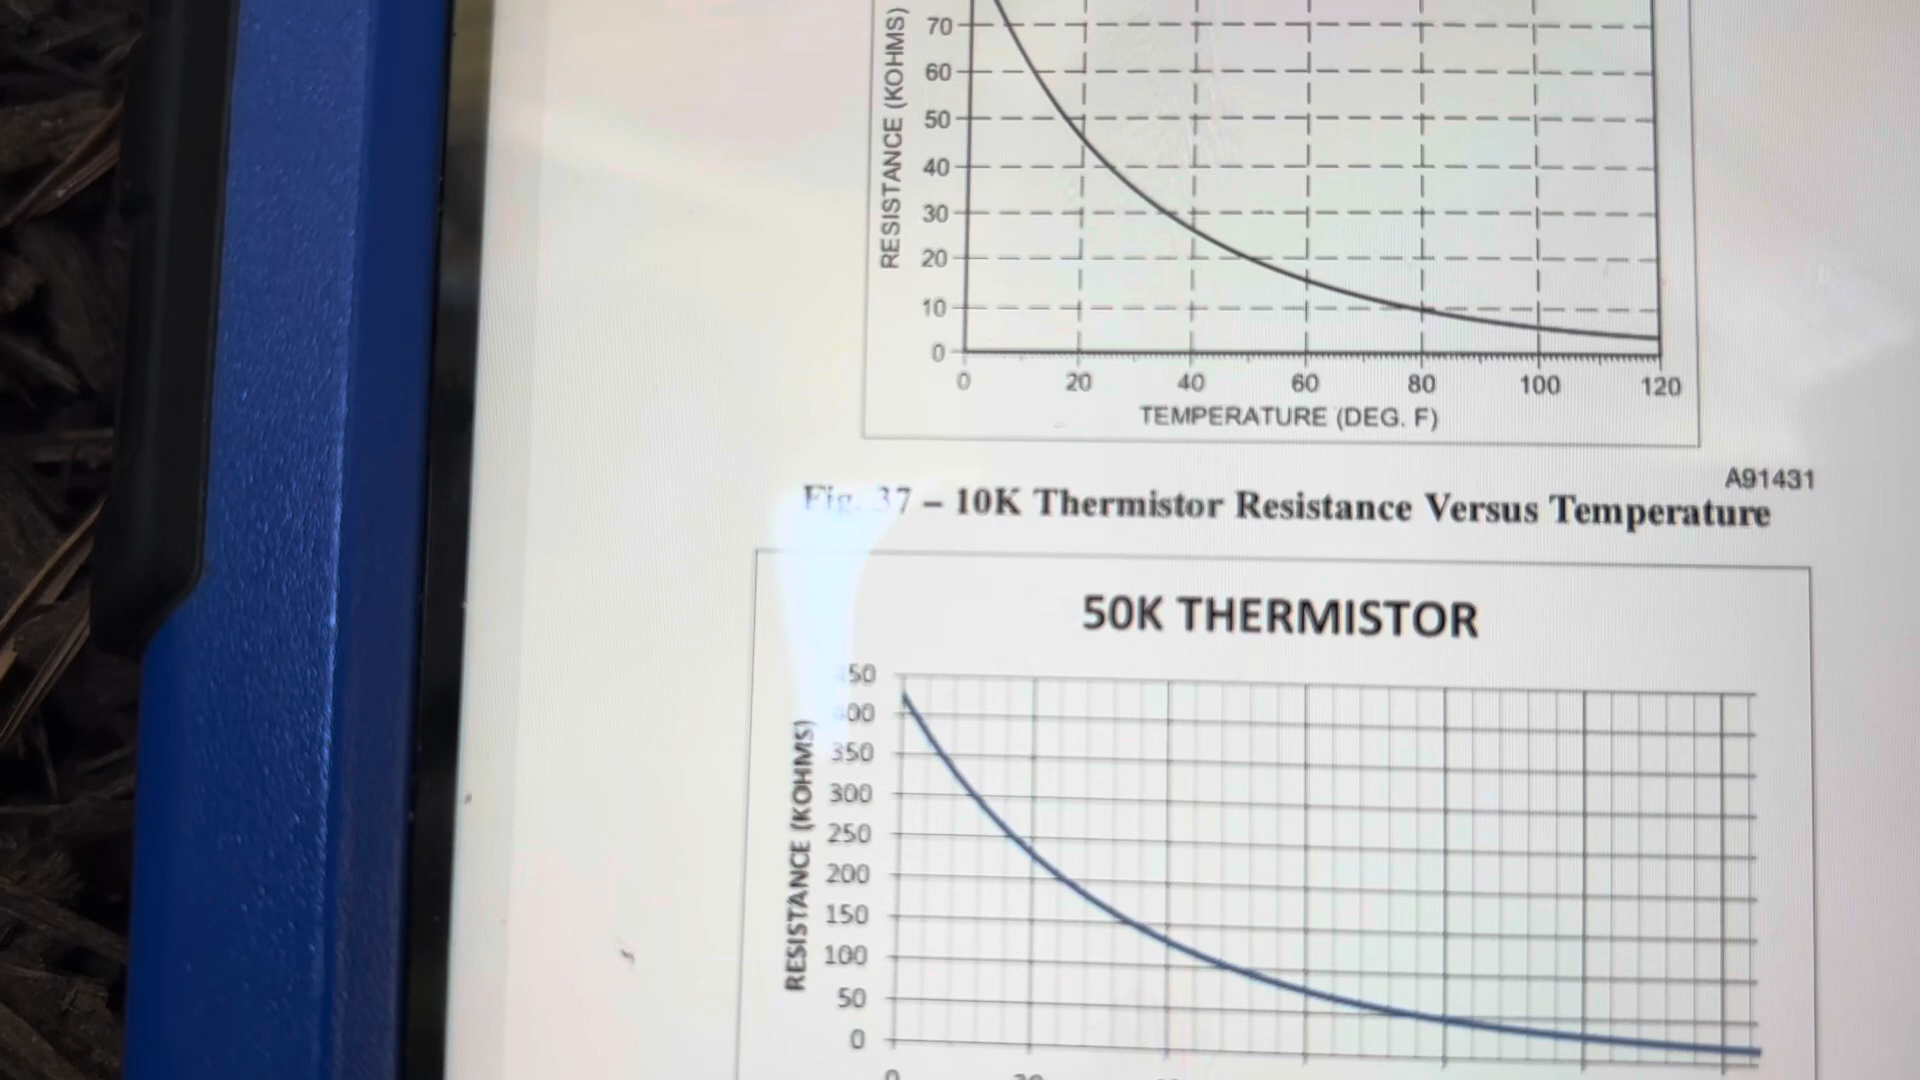 RESISTANCE (KOHMS)
70
60
50
40
30
20
10
0
0 20 40 60 80 100 120
TEMPERATURE (DEG. F)
A91431
Fig. 37 – 10K Thermistor Resistance Versus Temperature
50K THERMISTOR
RESISTANCE (KOHMS)
350
300
250
200
150
100
50
0